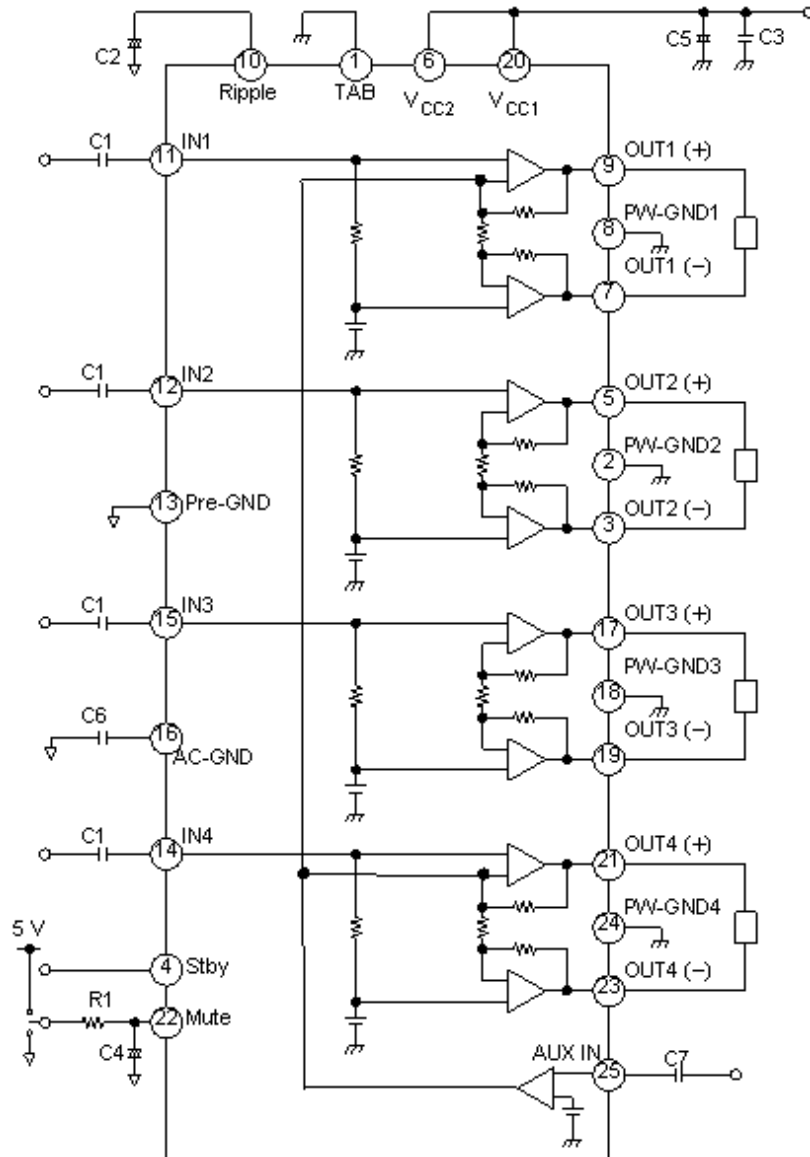 C2
10
Ripple
1
TAB
6
VCC2
20
VCC1
C5
C3
C1
11
IN1
9
OUT1 (+)
8
PW-GND1
OUT1 (−)
7
C1
12
IN2
5
OUT2 (+)
2
PW-GND2
13
Pre-GND
3
OUT2 (−)
C1
15
IN3
17
OUT3 (+)
18
PW-GND3
C6
16
AC-GND
OUT3 (−)
19
C1
14
IN4
21
OUT4 (+)
24
PW-GND4
5 V
4
Stby
OUT4 (−)
23
R1
22
Mute
C4
AUX IN
25
C7